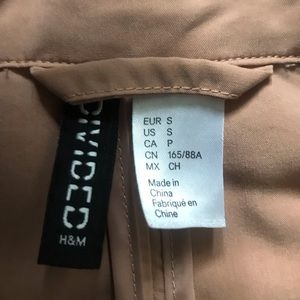 DIVIDED
H&M
EUR S
US S
CA P
CN 165/88A
MX CH
Made in
China
Fabriqué en
Chine